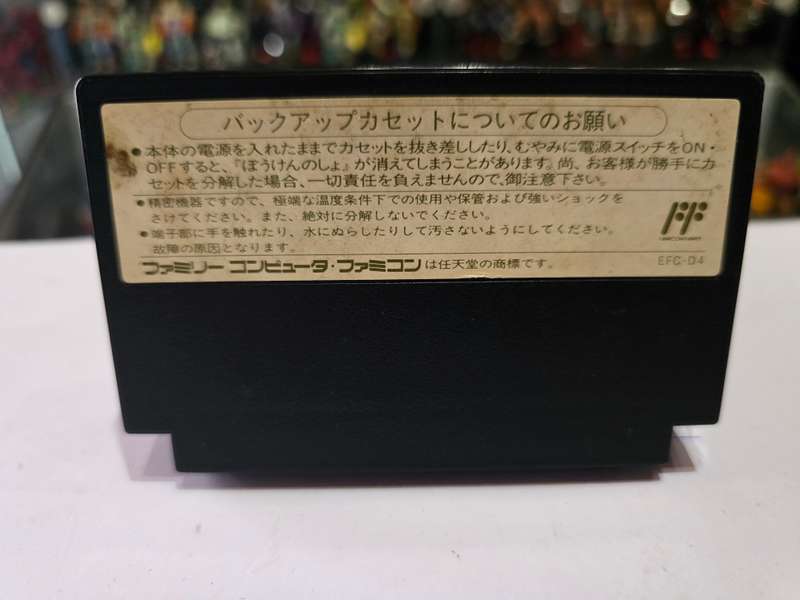 バックアップカセットについてのお願い
●本体の電源を入れたままでカセットを抜き差ししたり、むやみに電源スイッチをON・
OFFすると、『ぼうけんのしょ』が消えてしまうことがあります。尚、お客様が勝手にカ
セットを分解した場合、一切責任を負えませんので、御注意下さい。
●精密機器ですので、極端な温度条件下での使用や保管および強いショックを
さけてください。また、絶対に分解しないでください。
●端子部に手を触れたり、水にぬらしたりして汚さないようにしてください。
故障の原因となります。
ファミリーコンピュータ・ファミコンは任天堂の商標です。
FF
EFC-D4